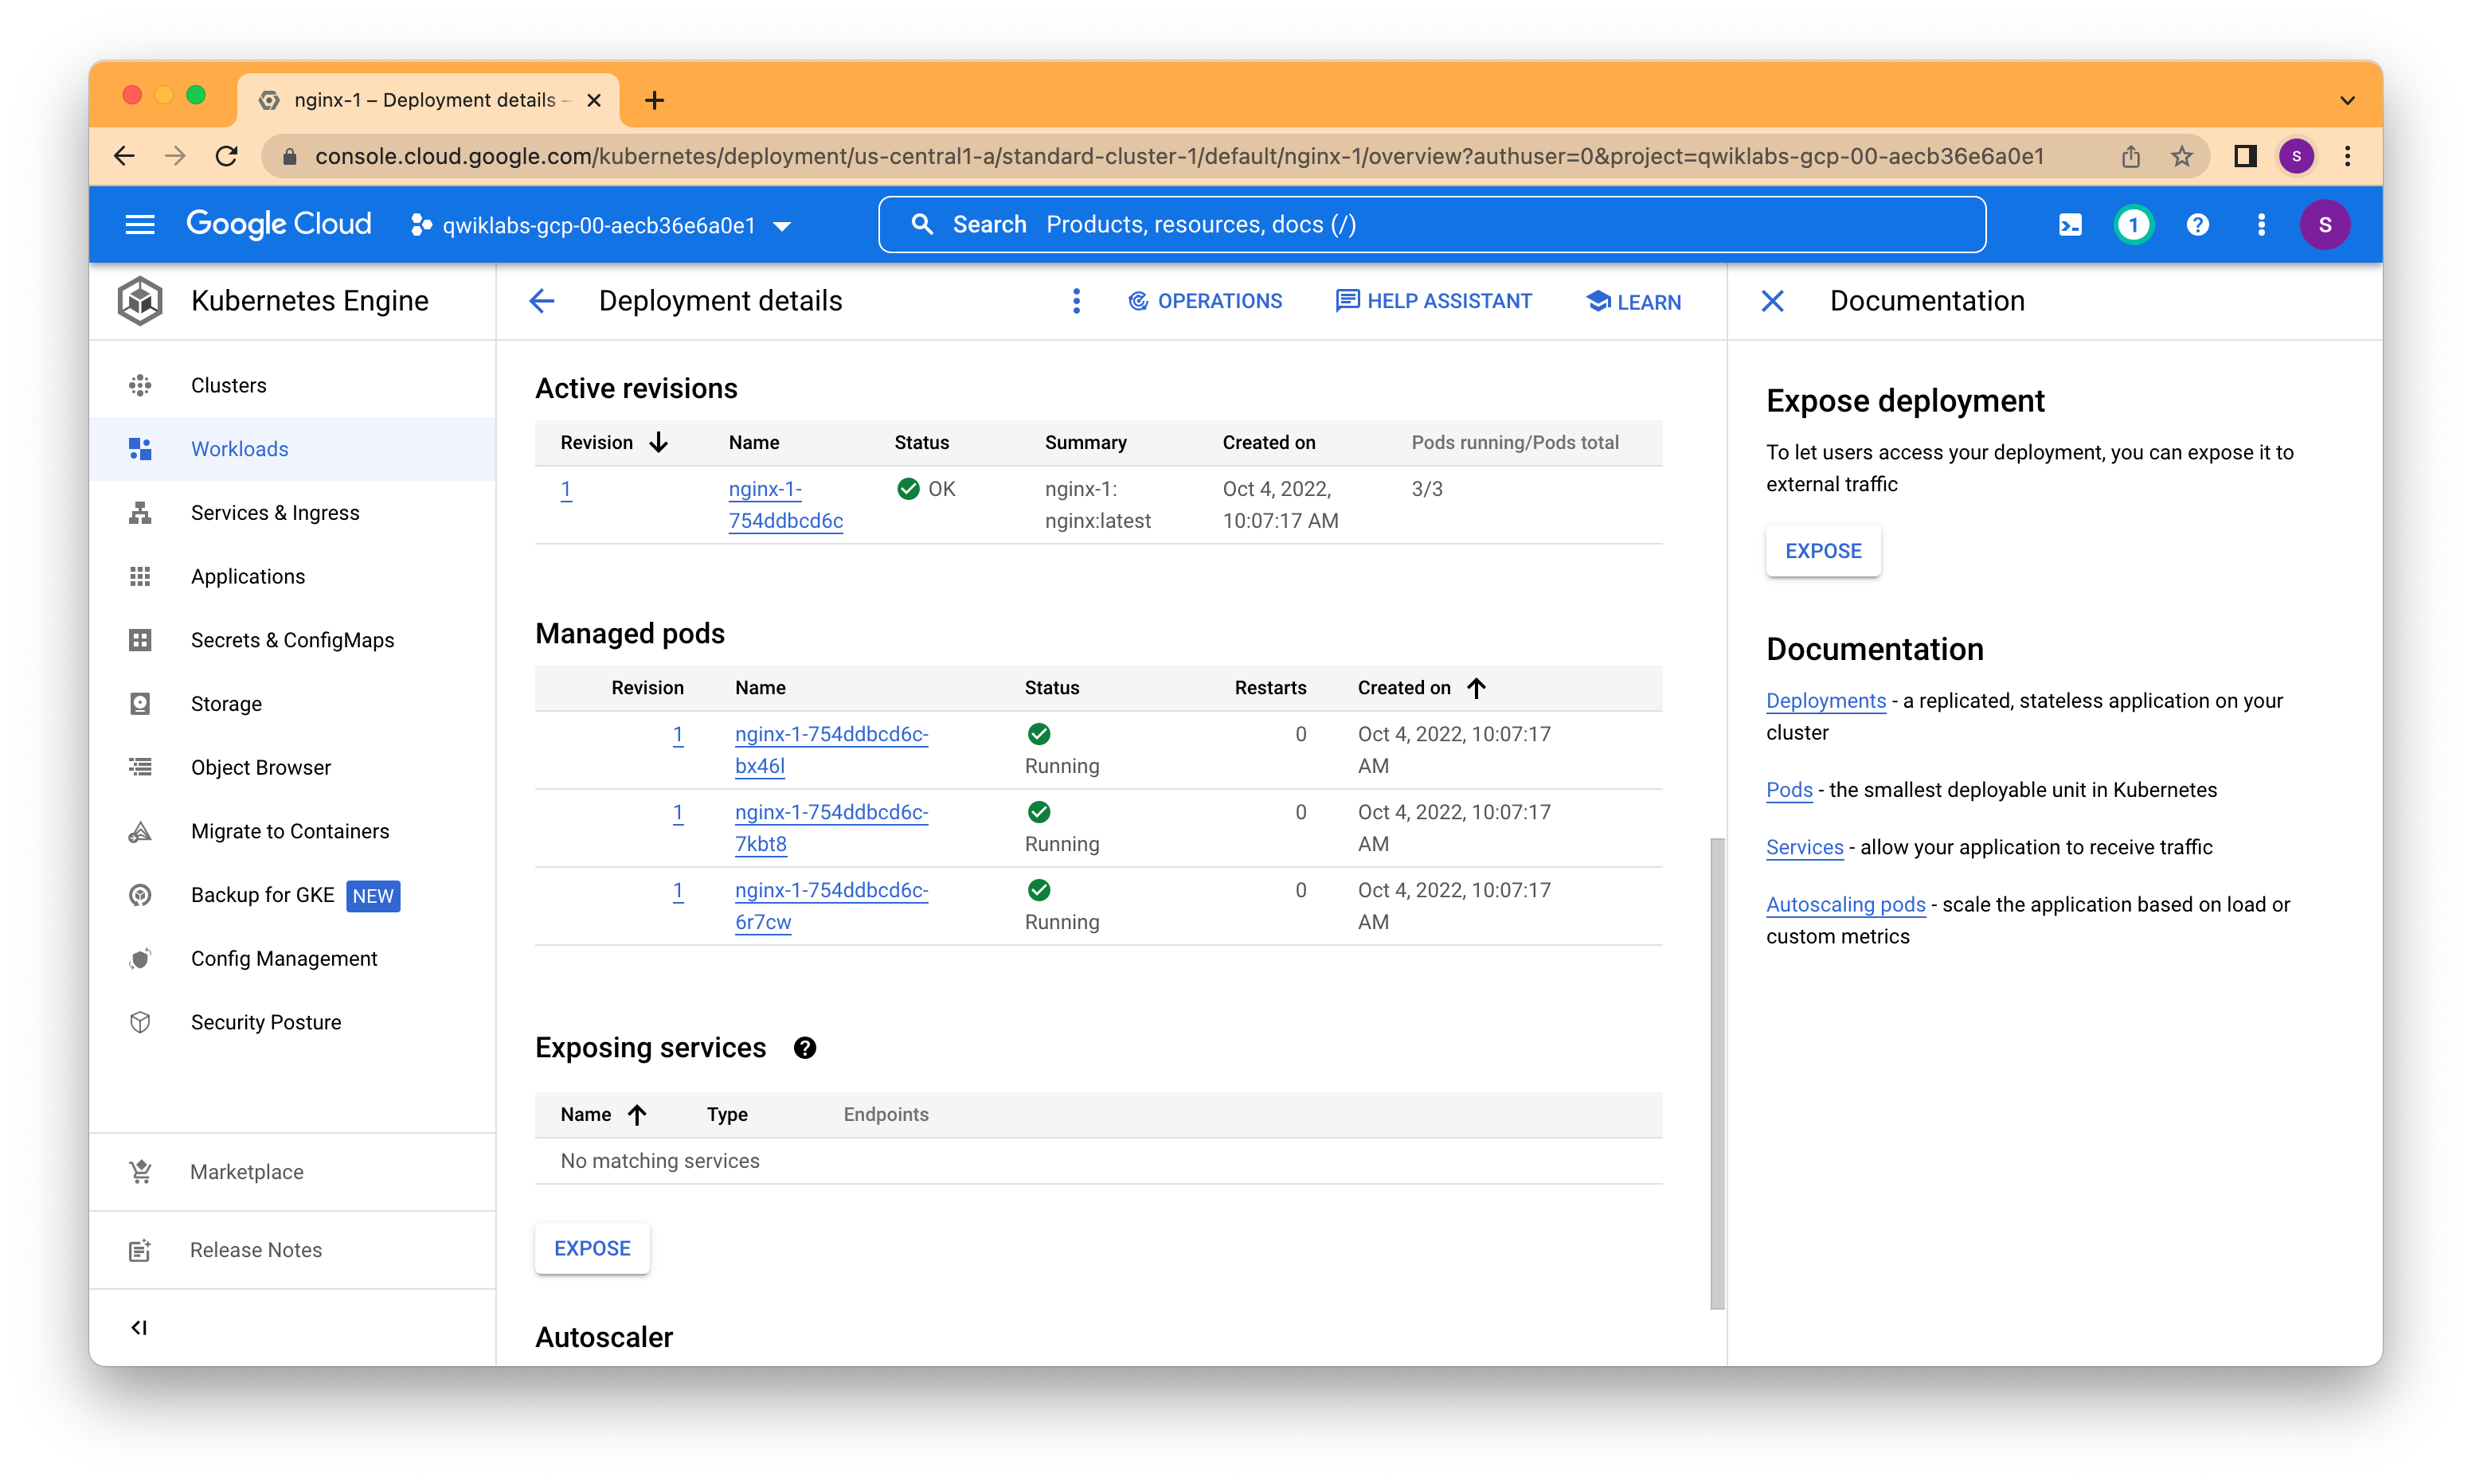 nginx-1 – Deployment details –
console.cloud.google.com/kubernetes/deployment/us-central1-a/standard-cluster-1/default/nginx-1/overview?authuser=0&project=qwiklabs-gcp-00-aecb36e6a0e1
S
Google Cloud
qwiklabs-gcp-00-aecb36e6a0e1
Search Products, resources, docs (/)
1
S
Kubernetes Engine
Clusters
Workloads
Services & Ingress
Applications
Secrets & ConfigMaps
Storage
Object Browser
Migrate to Containers
Backup for GKE NEW
Config Management
Security Posture
Marketplace
Release Notes
Deployment details
OPERATIONS
HELP ASSISTANT
LEARN
Active revisions
Revision Name Status Summary Created on Pods running/Pods total
1 nginx-1- OK nginx-1: Oct 4, 2022, 3/3
754ddbcd6c nginx:latest 10:07:17 AM
Managed pods
Revision Name Status Restarts Created on
1 nginx-1-754ddbcd6c- 0 Oct 4, 2022, 10:07:17
bx46l Running AM
1 nginx-1-754ddbcd6c- 0 Oct 4, 2022, 10:07:17
7kbt8 Running AM
1 nginx-1-754ddbcd6c- 0 Oct 4, 2022, 10:07:17
6r7cw Running AM
Exposing services
Name Type Endpoints
No matching services
EXPOSE
Autoscaler
Documentation
Expose deployment
To let users access your deployment, you can expose it to
external traffic
EXPOSE
Documentation
Deployments - a replicated, stateless application on your
cluster
Pods - the smallest deployable unit in Kubernetes
Services - allow your application to receive traffic
Autoscaling pods - scale the application based on load or
custom metrics